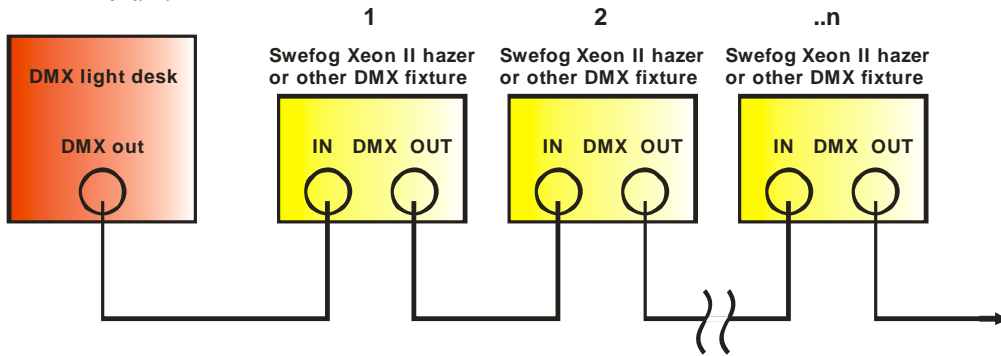 1
2
..n
Swefog Xeon II hazer
or other DMX fixture
Swefog Xeon II hazer
or other DMX fixture
Swefog Xeon II hazer
or other DMX fixture
DMX light desk
DMX out
IN DMX OUT
IN DMX OUT
IN DMX OUT